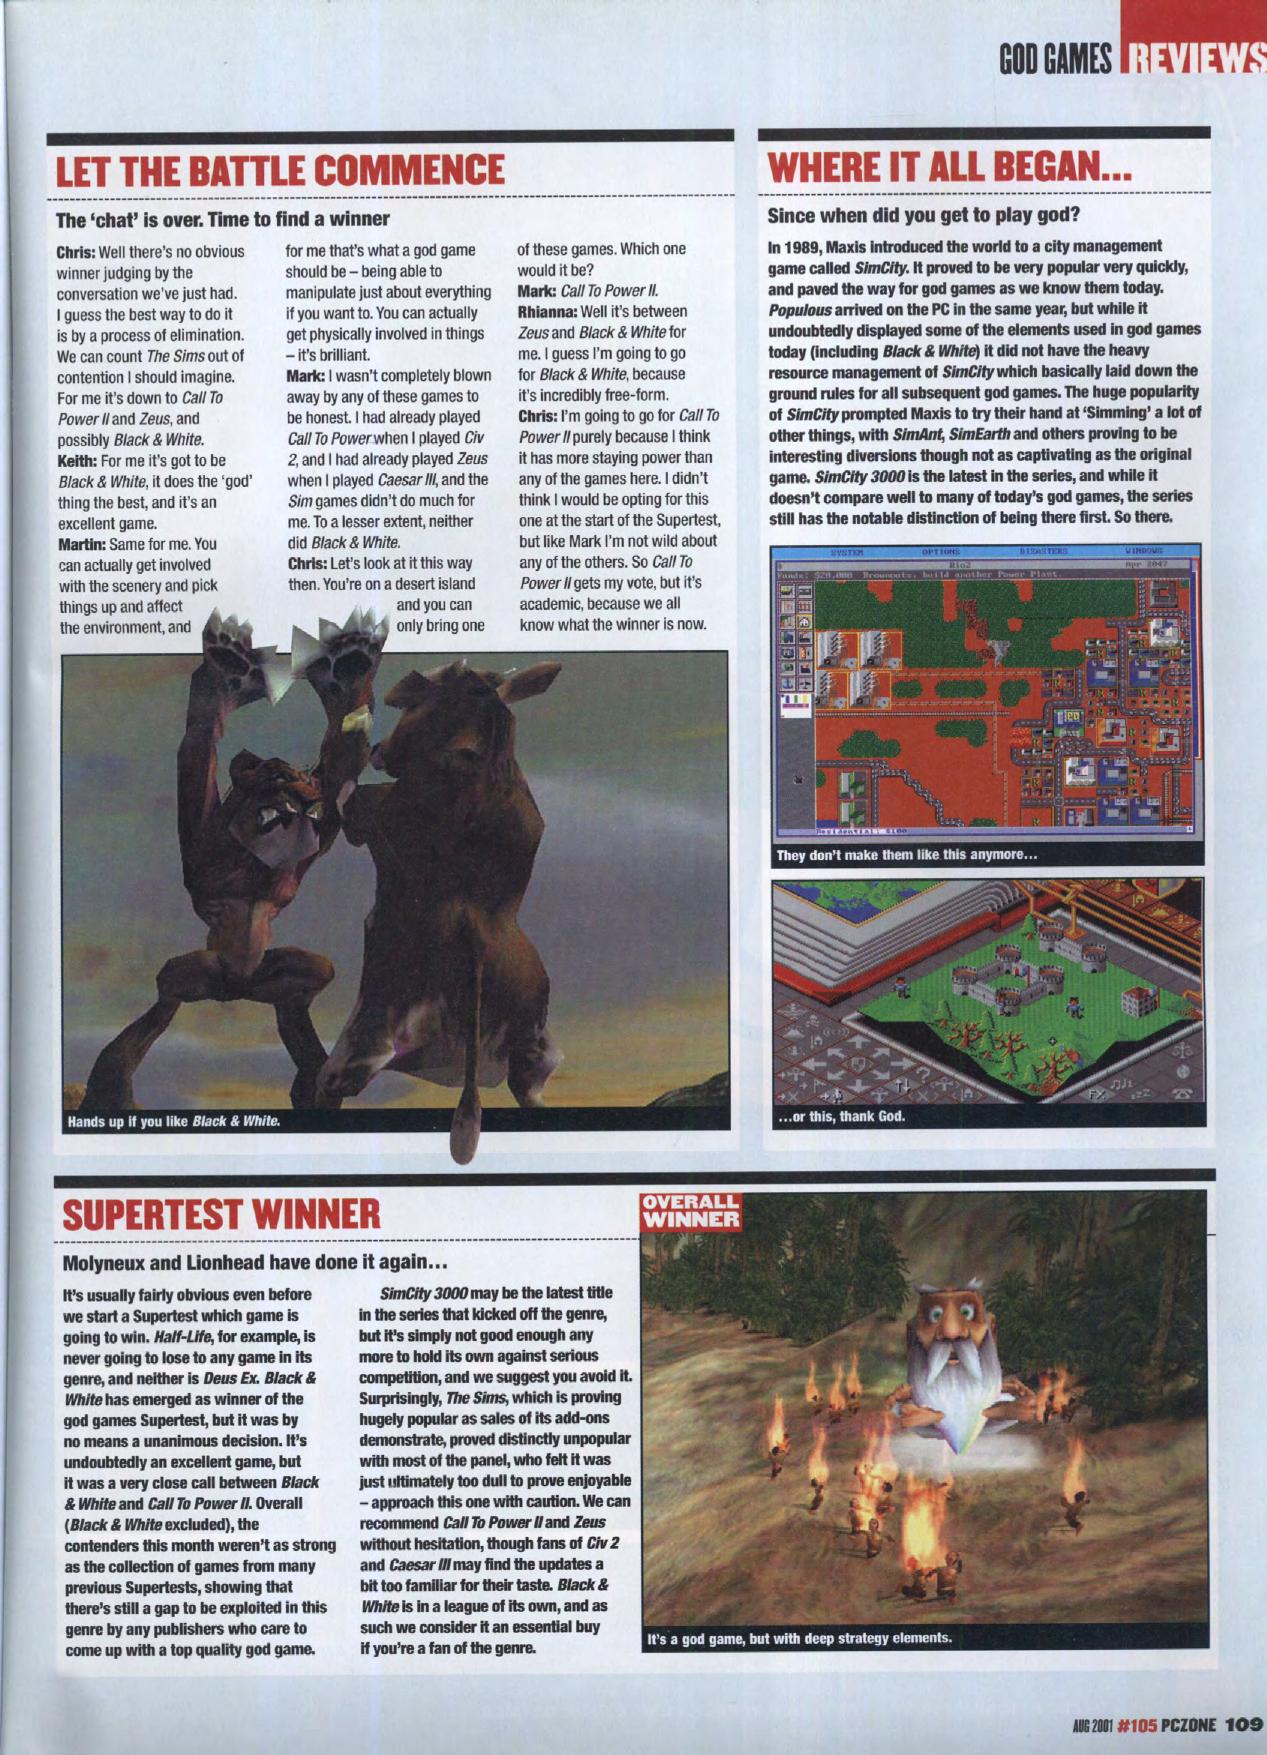 GOD GAMES REVIEWS
LET THE BATTLE COMMENCE
The ‘chat’ is over. Time to find a winner
Chris: Well there’s no obvious
winner judging by the
conversation we’ve just had.
I guess the best way to do it
is by a process of elimination.
We can count The Sims out of
contention I should imagine.
For me it’s down to Call To
Power II and Zeus, and
possibly Black & White.
Keith: For me it’s got to be
Black & White, it does the ‘god’
thing the best, and it’s an
excellent game.
Martin: Same for me. You
can actually get involved
with the scenery and pick
things up and affect
the environment, and
for me that’s what a god game
should be – being able to
manipulate just about everything
if you want to. You can actually
get physically involved in things
– it’s brilliant.
Mark: I wasn’t completely blown
away by any of these games to
be honest. I had already played
Call To Power when I played Civ
2, and I had already played Zeus
when I played Caesar III, and the
Sim games didn’t do much for
me. To a lesser extent, neither
did Black & White.
Chris: Let’s look at it this way
then. You’re on a desert island
and you can
only bring one
of these games. Which one
would it be?
Mark: Call To Power II.
Rhianna: Well it’s between
Zeus and Black & White for
me. I guess I’m going to go
for Black & White, because
it’s incredibly free-form.
Chris: I’m going to go for Call To
Power II purely because I think
it has more staying power than
any of the games here. I didn’t
think I would be opting for this
one at the start of the Supertest,
but like Mark I’m not wild about
any of the others. So Call To
Power II gets my vote, but it’s
academic, because we all
know what the winner is now.
Hands up if you like Black & White.
WHERE IT ALL BEGAN...
Since when did you get to play god?
In 1989, Maxis introduced the world to a city management
game called SimCity. It proved to be very popular very quickly,
and paved the way for god games as we know them today.
Populous arrived on the PC in the same year, but while it
undoubtedly displayed some of the elements used in god games
today (including Black & White) it did not have the heavy
resource management of SimCity which basically laid down the
ground rules for all subsequent god games. The huge popularity
of SimCity prompted Maxis to try their hand at ‘Simming’ a lot of
other things, with SimAnt, SimEarth and others proving to be
interesting diversions though not as captivating as the original
game. SimCity 3000 is the latest in the series, and while it
doesn’t compare well to many of today’s god games, the series
still has the notable distinction of being there first. So there.
SYSTEM OPTIONS DISASTERS WINDOWS
Rio2 Apr 2047
Funds: $20,000 Brownouts, build another Power Plant.
Residential: $100
They don’t make them like this anymore...
FX
...or this, thank God.
SUPERTEST WINNER
Molyneux and Lionhead have done it again...
It’s usually fairly obvious even before
we start a Supertest which game is
going to win. Half-Life, for example, is
never going to lose to any game in its
genre, and neither is Deus Ex. Black &
White has emerged as winner of the
god games Supertest, but it was by
no means a unanimous decision. It’s
undoubtedly an excellent game, but
it was a very close call between Black
& White and Call To Power II. Overall
(Black & White excluded), the
contenders this month weren’t as strong
as the collection of games from many
previous Supertests, showing that
there’s still a gap to be exploited in this
genre by any publishers who care to
come up with a top quality god game.
SimCity 3000 may be the latest title
in the series that kicked off the genre,
but it’s simply not good enough any
more to hold its own against serious
competition, and we suggest you avoid it.
Surprisingly, The Sims, which is proving
hugely popular as sales of its add-ons
demonstrate, proved distinctly unpopular
with most of the panel, who felt it was
just ultimately too dull to prove enjoyable
– approach this one with caution. We can
recommend Call To Power II and Zeus
without hesitation, though fans of Civ 2
and Caesar III may find the updates a
bit too familiar for their taste. Black &
White is in a league of its own, and as
such we consider it an essential buy
if you’re a fan of the genre.
OVERALL
WINNER
It’s a god game, but with deep strategy elements.
AUG 2001 #105 PCZONE 109